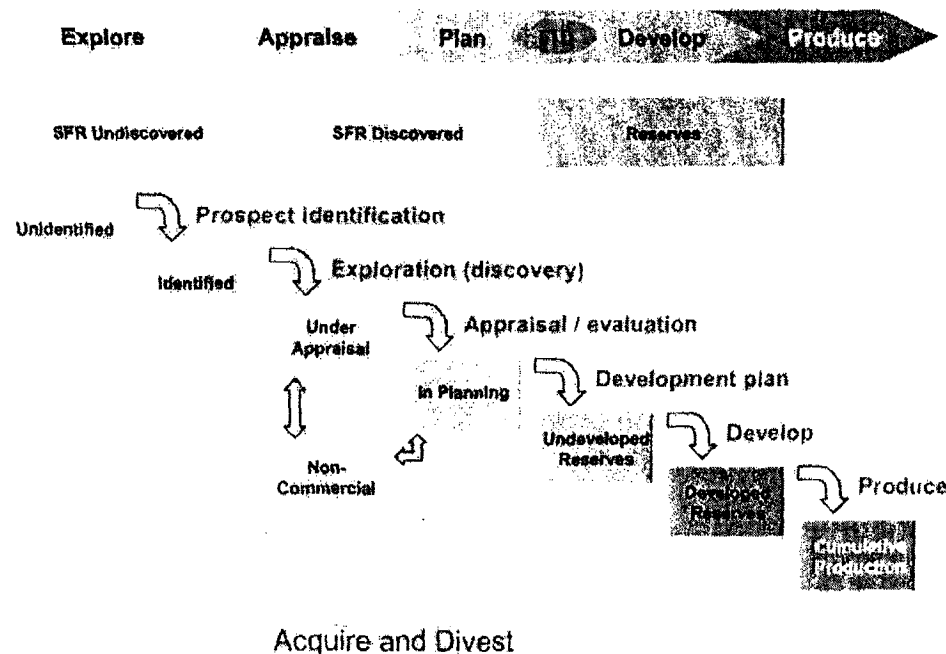 Explore Appraise Plan FID Develop Produce
SFR Undiscovered SFR Discovered Reserves
Unidentified
Prospect identification
Identified
Exploration (discovery)
Under
Appraisal
Appraisal / evaluation
In Planning
Development plan
Undeveloped
Reserves
Develop
Non-
Commercial
Developed
Reserves
Produce
Cumulative
Production
Acquire and Divest